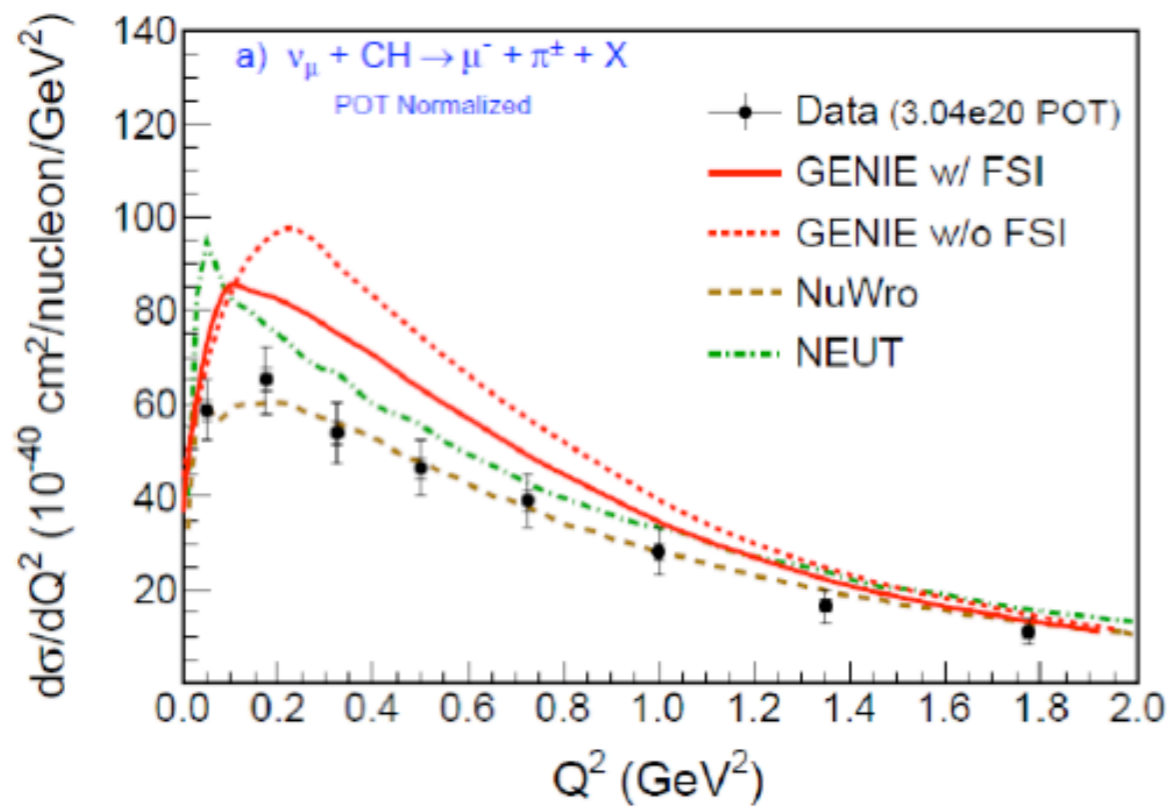 a) νμ + CH → μ- + π± + X
POT Normalized
Data (3.04e20 POT)
GENIE w/ FSI
GENIE w/o FSI
NuWro
NEUT
dσ/dQ² (10⁻⁴⁰ cm²/nucleon/GeV²)
140
120
100
80
60
40
20
0.0 0.2 0.4 0.6 0.8 1.0 1.2 1.4 1.6 1.8 2.0
Q² (GeV²)